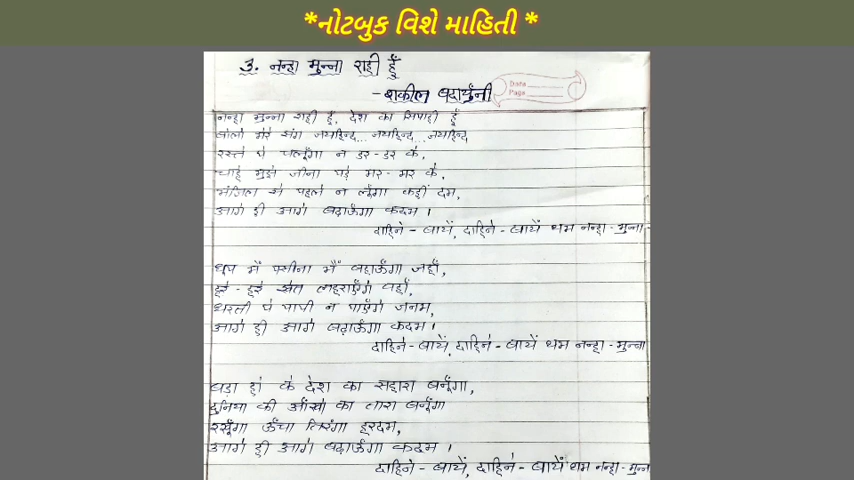 *નોટબુક વિશે માહિતી *
3. नन्हा मुन्ना राही हूँ
- शकील बदायुँनी
Date
Page
नन्हा मुन्ना राही हूँ, देश का सिपाही हूँ
बोलो मेरे संग जयहिन्द... जयहिन्द... जयहिन्द
रस्ते पे चलूँगा न डर-डर के,
चाहे मुझे जीना पड़े मर-मर के,
मंजिल से पहले न लूँगा कहीं दम,
आगे ही आगे बढ़ाऊँगा कदम ।
दाहिने-बायें, दाहिने-बायें थम नन्हा-मुन्ना
धूप में पसीना मैं बहाऊँगा जहाँ,
हरे-हरे खेत लहराएँगे वहाँ,
धरती पे पापी न पाएँगे जनम,
आगे ही आगे बढ़ाऊँगा कदम ।
दाहिने-बायें, दाहिने-बायें थम नन्हा-मुन्ना
बड़ा हो के देश का सहारा बनूँगा,
दुनिया की आँखो का तारा बनूँगा
रखूँगा ऊँचा तिरंगा हरदम,
आगे ही आगे बढ़ाऊँगा कदम ।
दाहिने-बायें, दाहिने-बायें थम नन्हा-मुन्ना